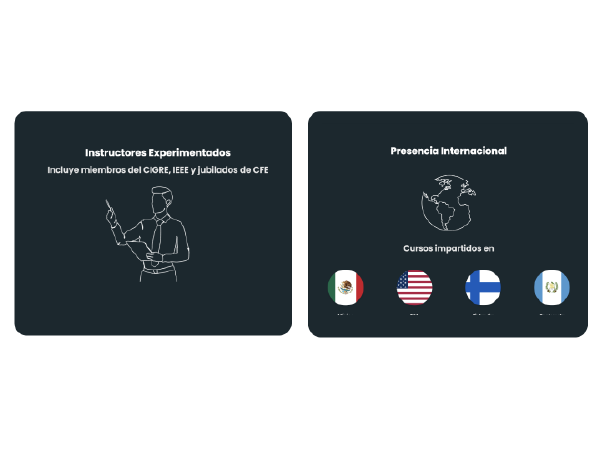 Instructores Experimentados
Incluye miembros del CIGRE, IEEE y jubilados de CFE
Presencia Internacional
Cursos impartidos en